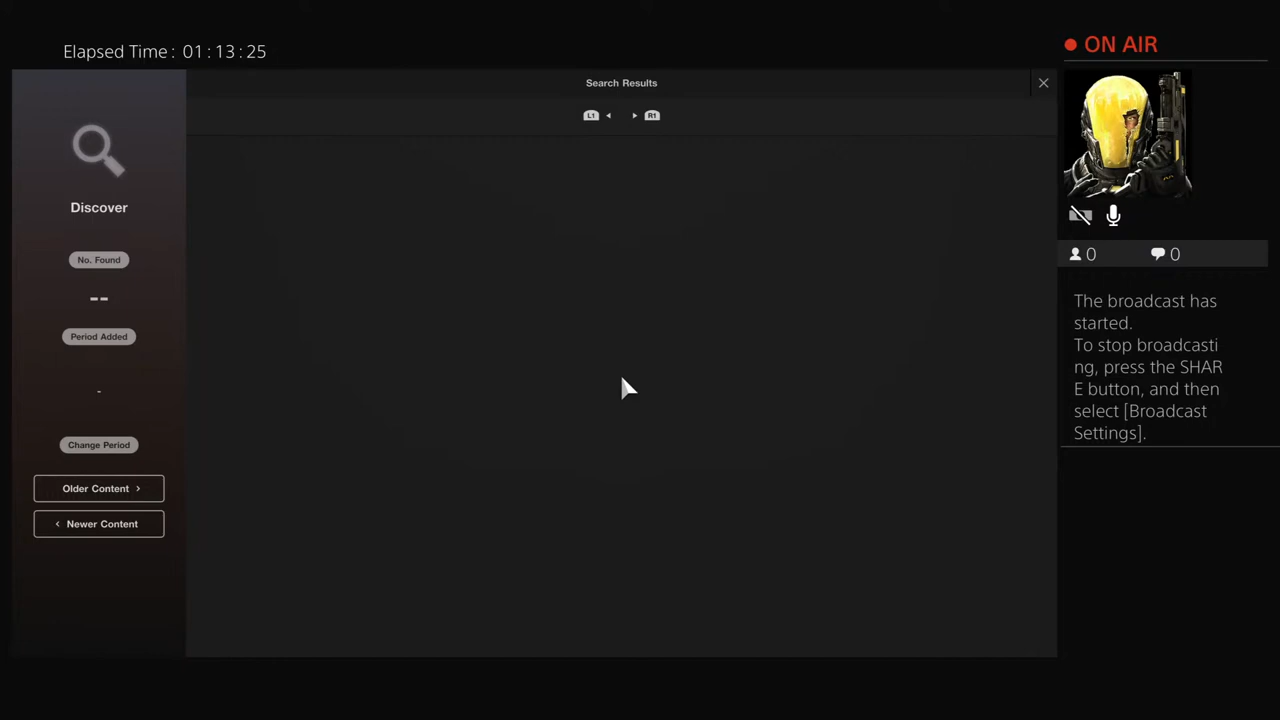 Elapsed Time: 01:13:25
ON AIR
Search Results
L1
R1
Discover
No. Found
--
Period Added
-
Change Period
Older Content
Newer Content
0
0
The broadcast has
started.
To stop broadcasti
ng, press the SHAR
E button, and then
select [Broadcast
Settings].